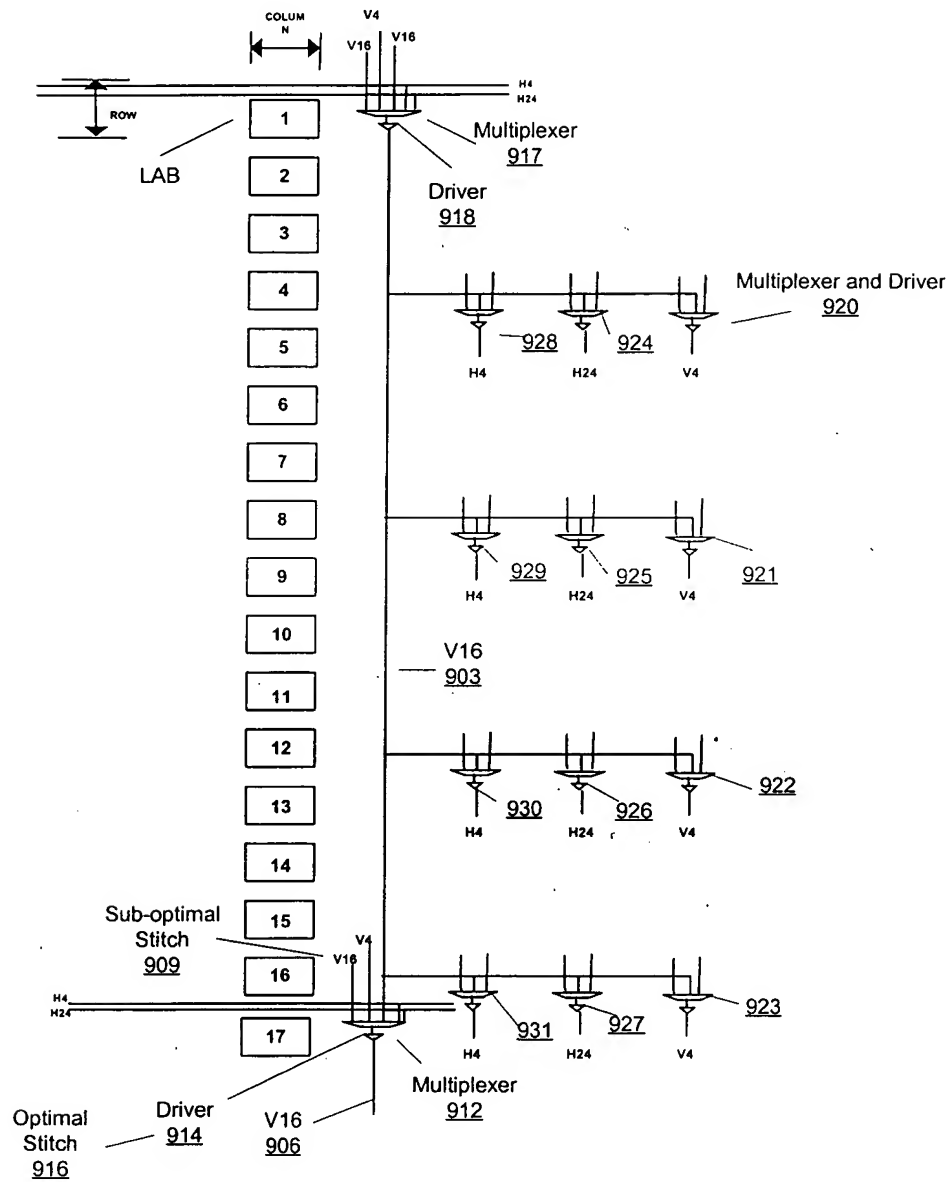 COLUM
N
V4
V16
V16
H4
H24
ROW
1
Multiplexer
917
LAB
2
Driver
918
3
4
Multiplexer and Driver
920
928
924
5
H4
H24
V4
6
7
8
929
925
921
9
H4
H24
V4
10
V16
903
11
12
922
930
926
13
H4
H24
V4
14
15
Sub-optimal
Stitch
909
V4
V16
16
H4
H24
923
931
927
17
H4
H24
V4
Multiplexer
912
Driver
914
V16
906
Optimal
Stitch
916